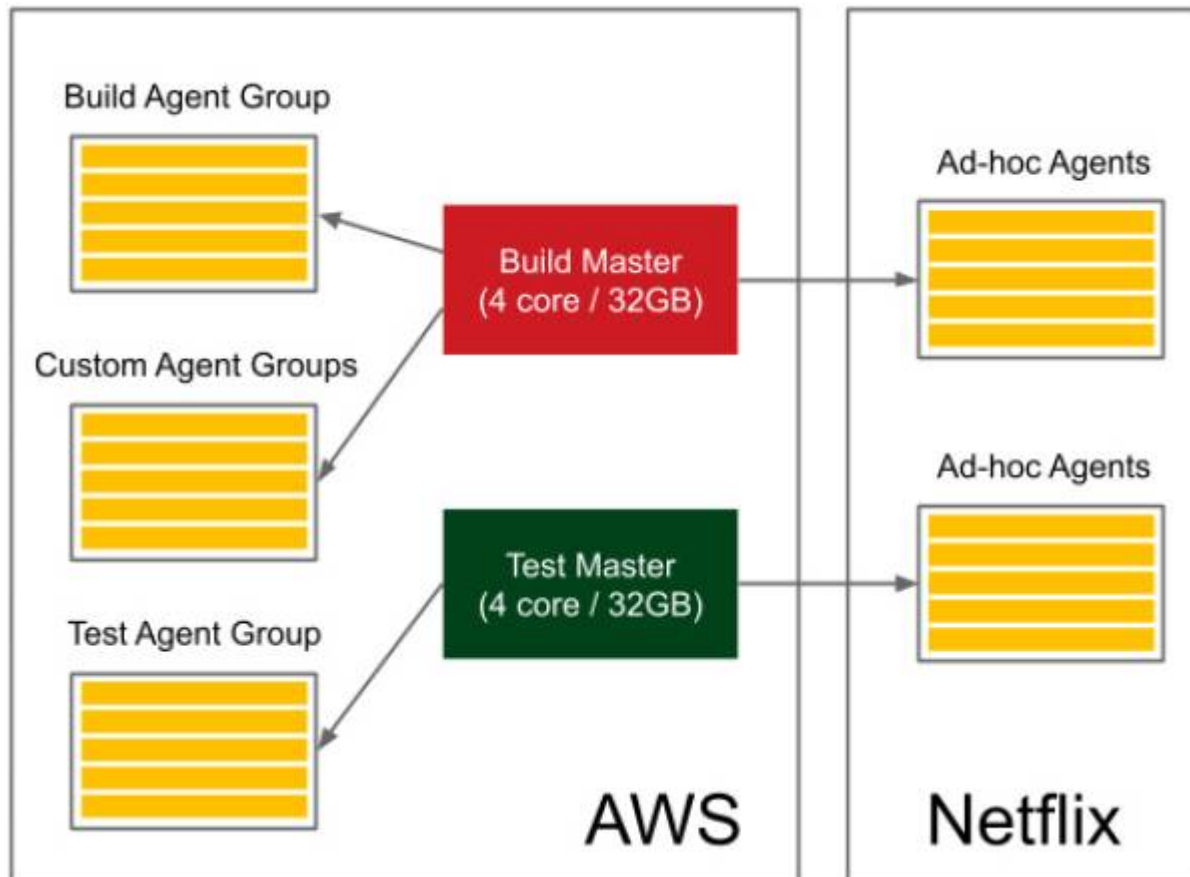 Build Agent Group
Custom Agent Groups
Test Agent Group
Build Master
(4 core / 32GB)
Test Master
(4 core / 32GB)
AWS
Ad-hoc Agents
Ad-hoc Agents
Netflix